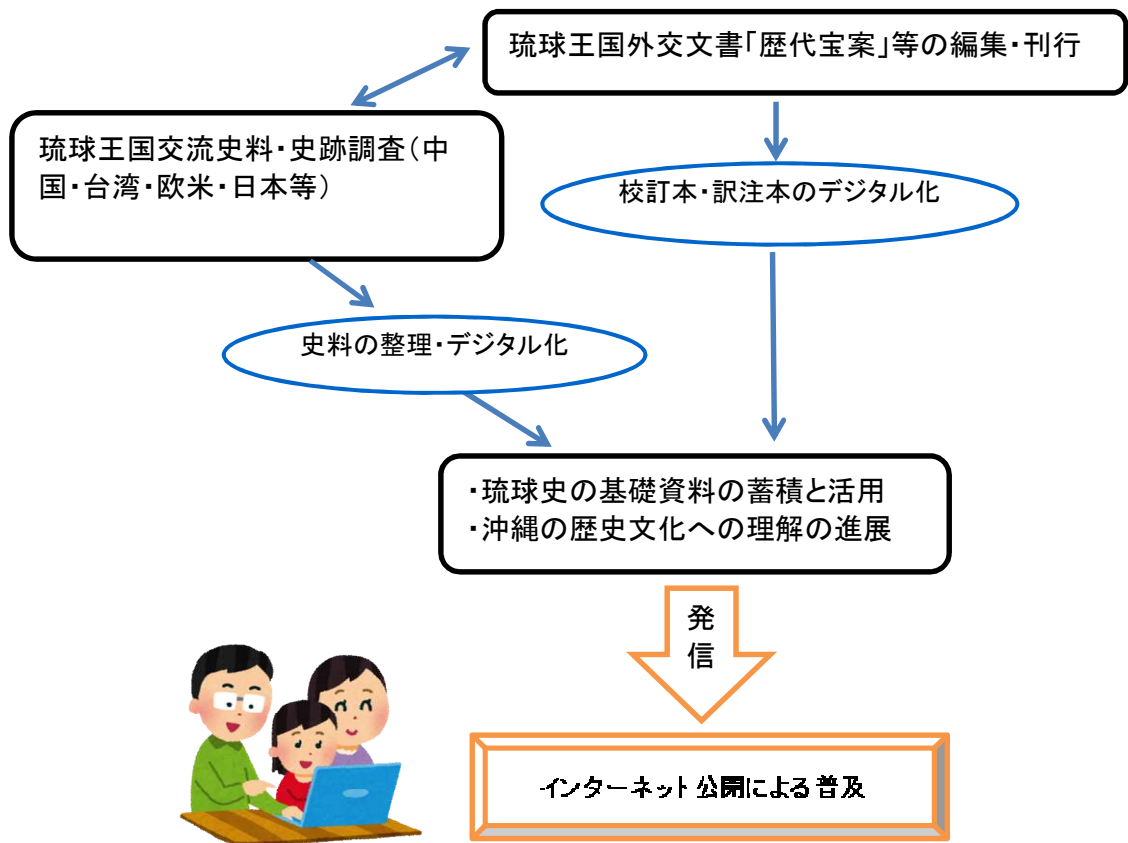 琉球王国外交文書「歴代宝案」等の編集・刊行
琉球王国交流史料・史跡調査(中
国・台湾・欧米・日本等)
校訂本・訳注本のデジタル化
史料の整理・デジタル化
・琉球史の基礎資料の蓄積と活用
・沖縄の歴史文化への理解の進展
発
信
インターネット公開による普及